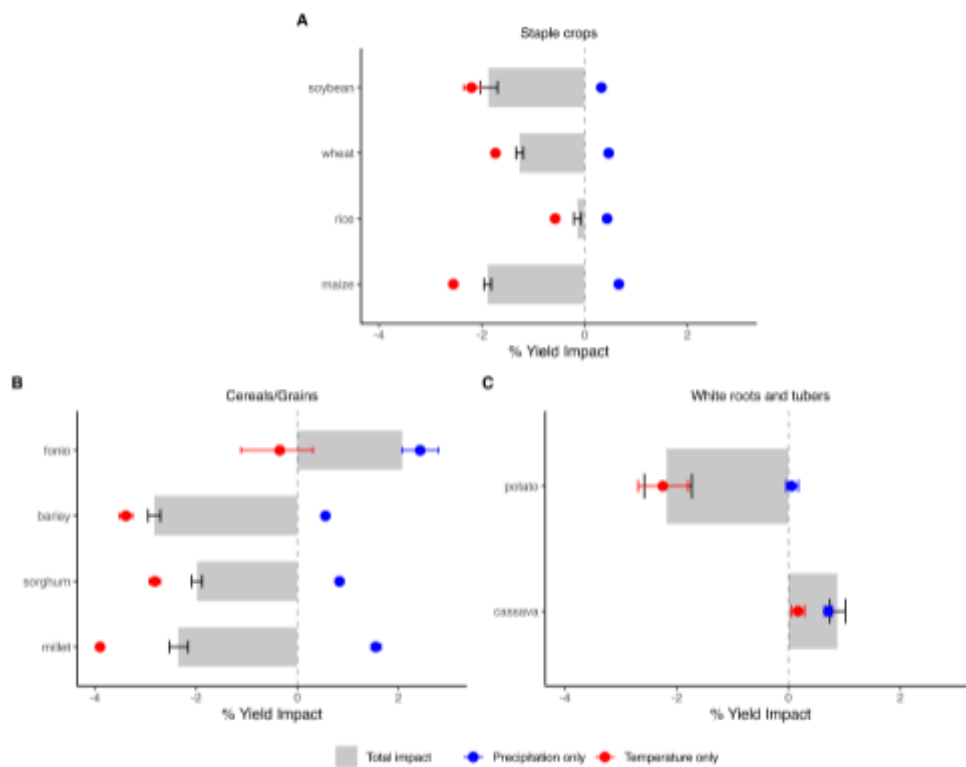 A
Staple crops
soybean
wheat
rice
maize
-4 -2 0 2
% Yield Impact
B
Cereals/Grains
fonio
barley
sorghum
millet
-4 -2 0 2
% Yield Impact
C
White roots and tubers
potato
cassava
-4 -2 0 2
% Yield Impact
Total impact Precipitation only Temperature only